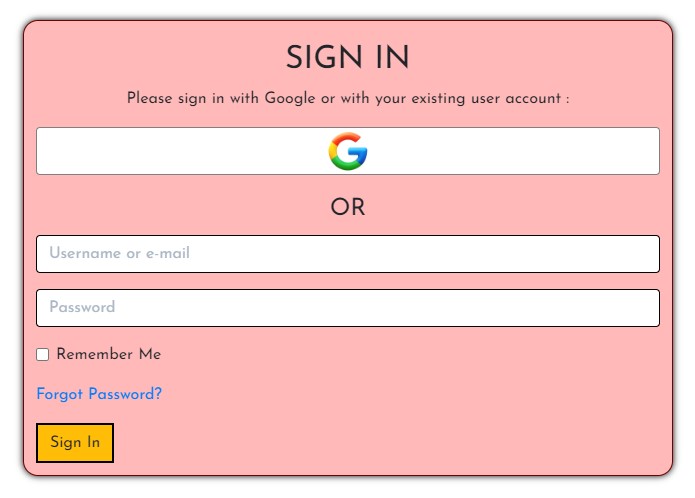 SIGN IN
Please sign in with Google or with your existing user account :
G
OR
Username or e-mail
Password
Remember Me
Forgot Password?
Sign In